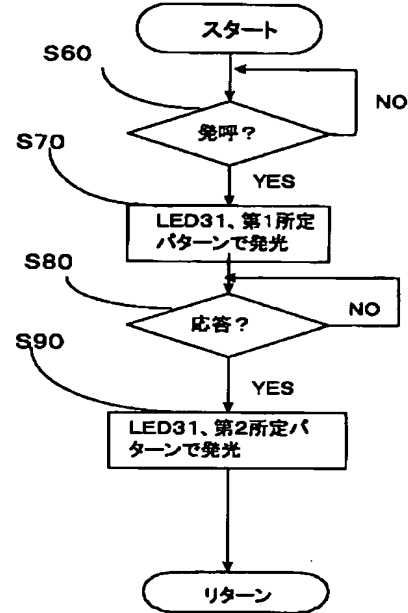 スタート
S60
NO
発呼？
S70
YES
LED31、第1所定
パターンで発光
S80
NO
応答？
S90
YES
LED31、第2所定パ
ターンで発光
リターン